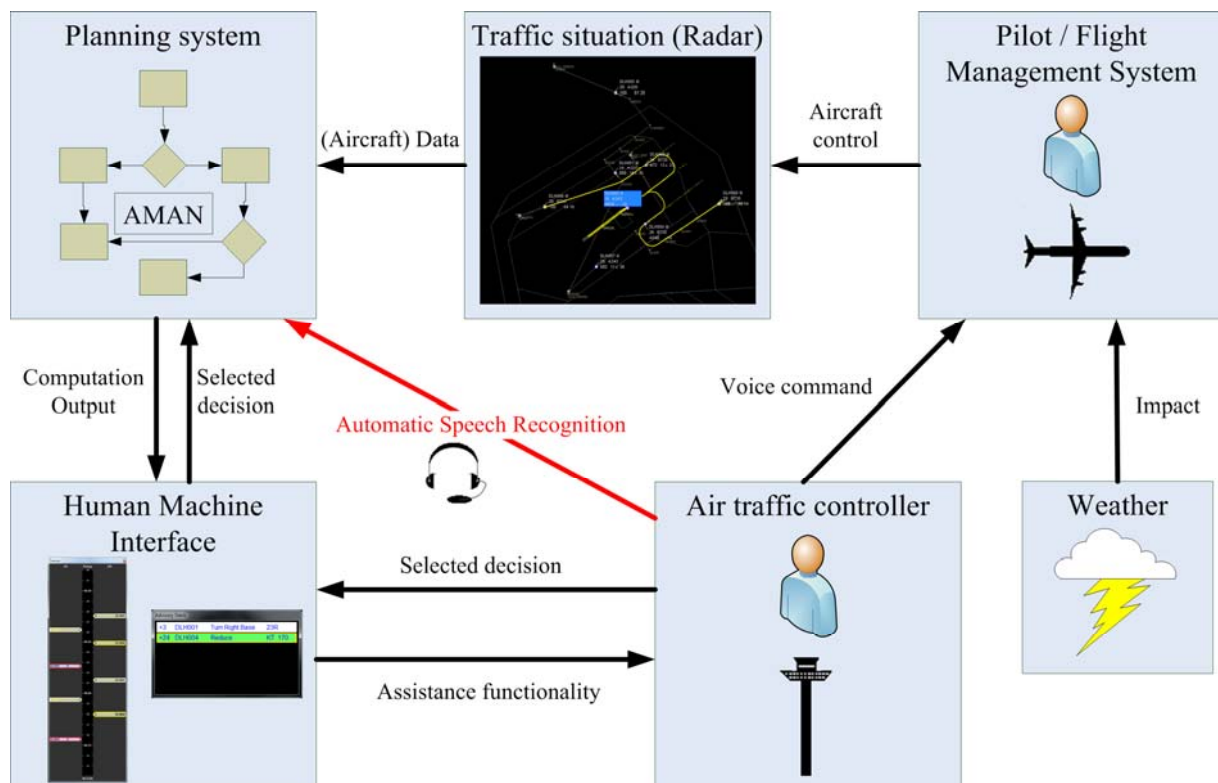 Planning system
AMAN
Traffic situation (Radar)
Pilot / Flight
Management System
(Aircraft) Data
Aircraft
control
Computation
Output
Selected
decision
Automatic Speech Recognition
Voice command
Impact
Human Machine
Interface
+3 DLH001 Turn Right Base 23R
+24 DLH004 Reduce KT 170
Selected decision
Assistance functionality
Air traffic controller
Weather